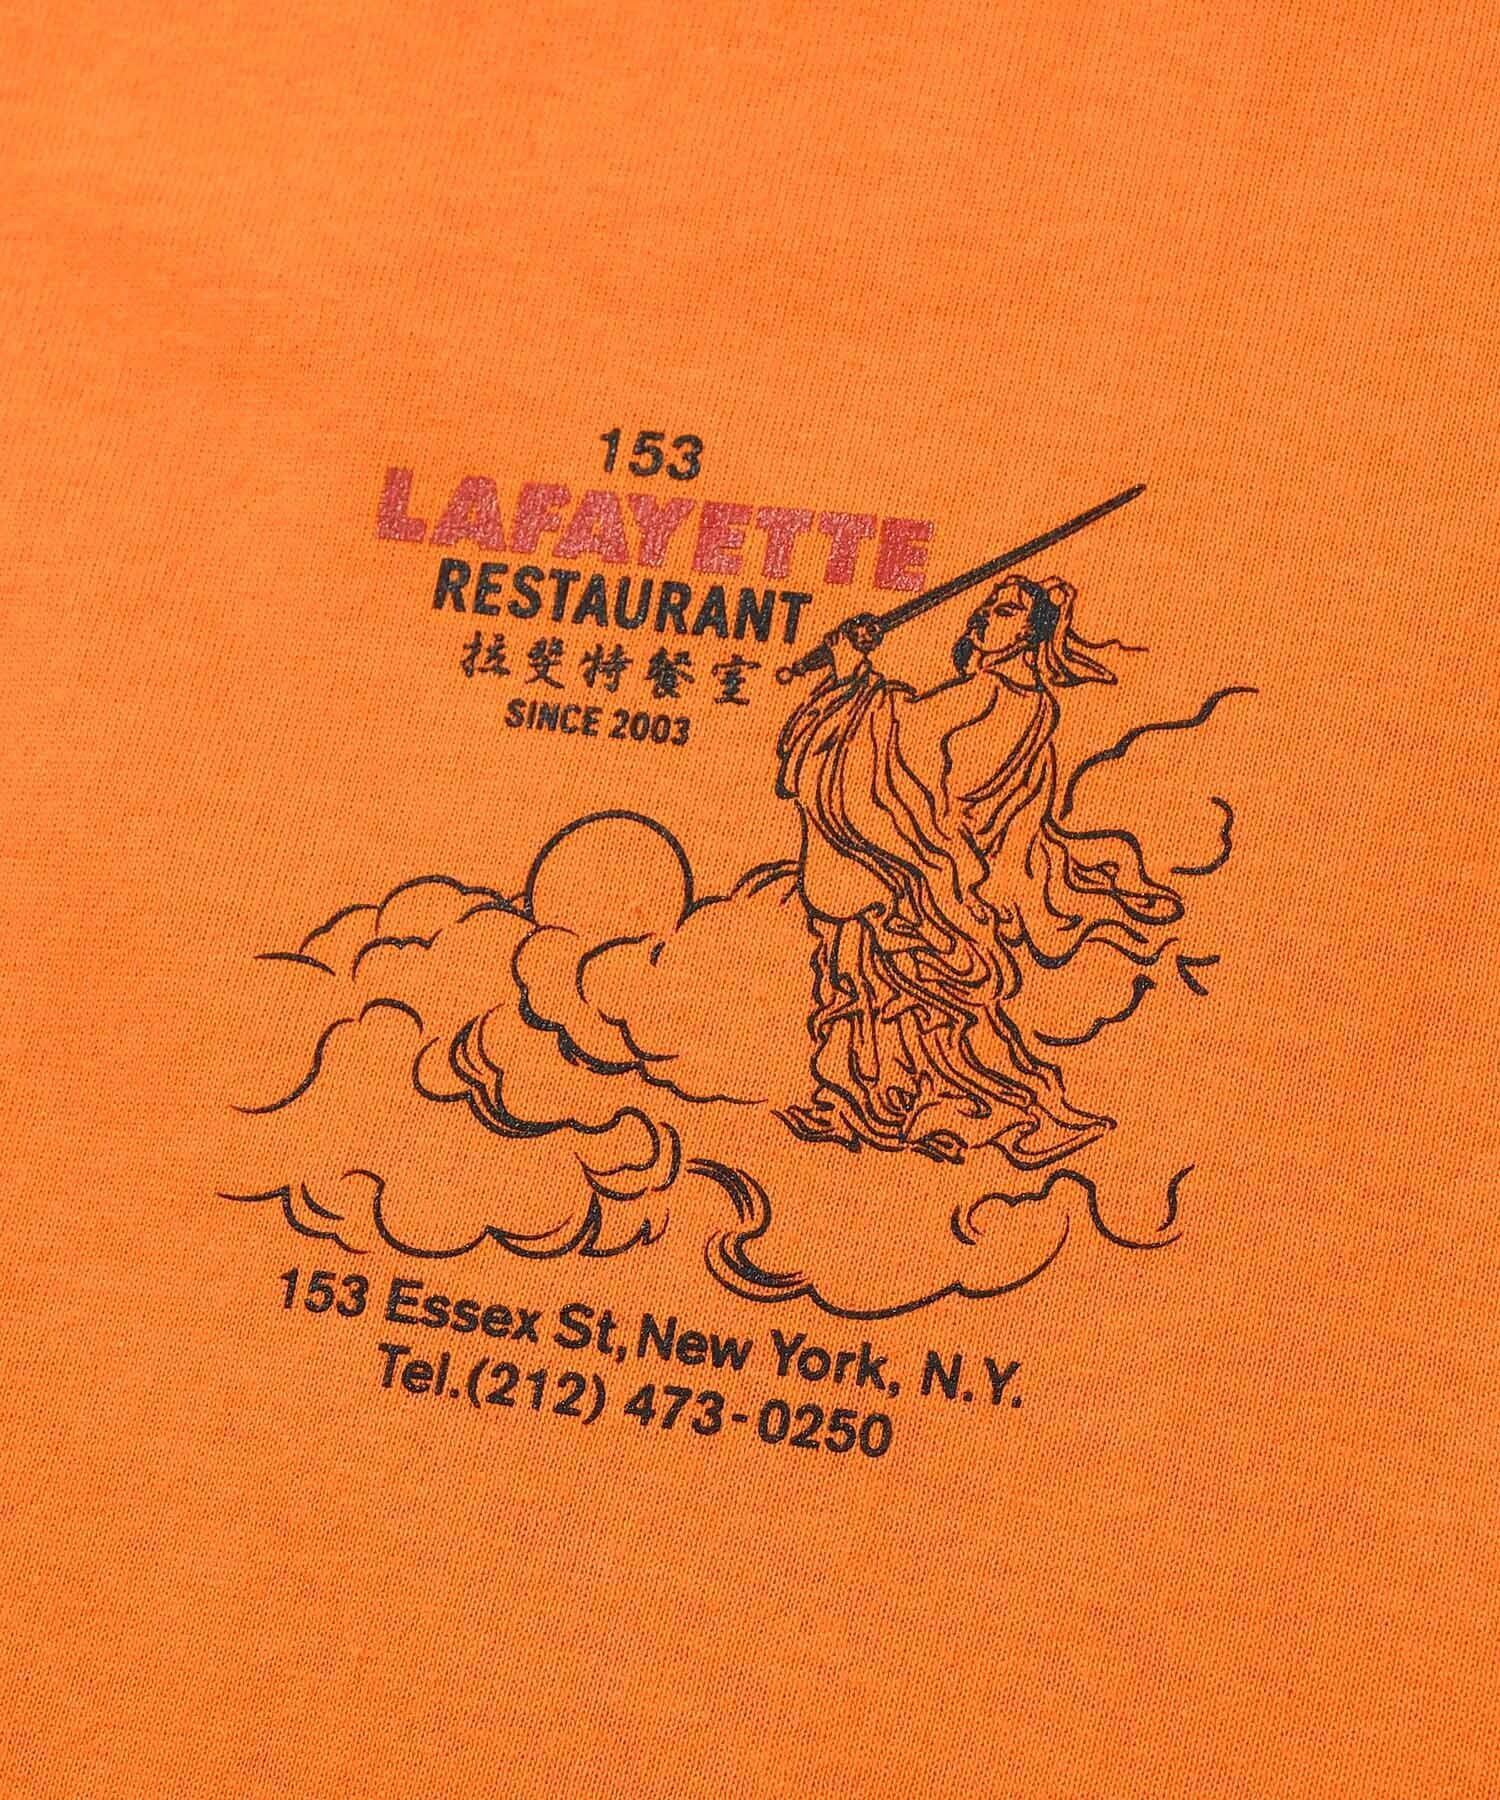 153
LAFAYETTE
RESTAURANT
拉斐特餐室
SINCE 2003
153 Essex St, New York, N.Y.
Tel.(212) 473-0250